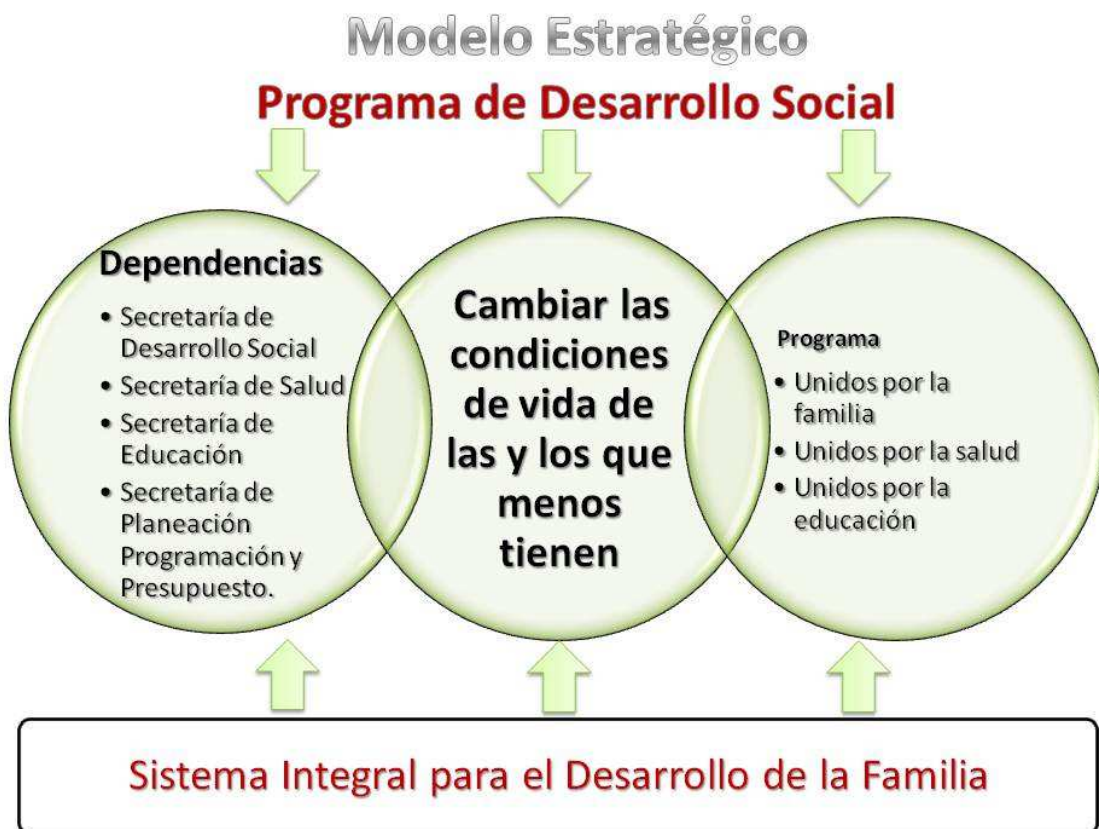 Modelo Estratégico
Programa de Desarrollo Social
Dependencias
• Secretaría de
Desarrollo Social
• Secretaría de Salud
• Secretaría de
Educación
• Secretaría de
Planeación
Programación y
Presupuesto.
Cambiar las
condiciones
de vida de
las y los que
menos
tienen
Programa
• Unidos por la
familia
• Unidos por la salud
• Unidos por la
educación
Sistema Integral para el Desarrollo de la Familia